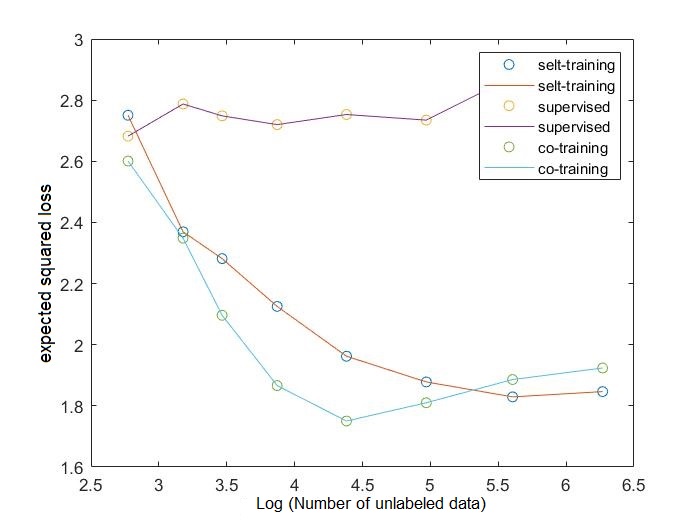 3
2.8
2.6
2.4
2.2
2
1.8
1.6
2.5 3 3.5 4 4.5 5 5.5 6 6.5
expected squared loss
Log (Number of unlabeled data)
selt-training
selt-training
supervised
supervised
co-training
co-training